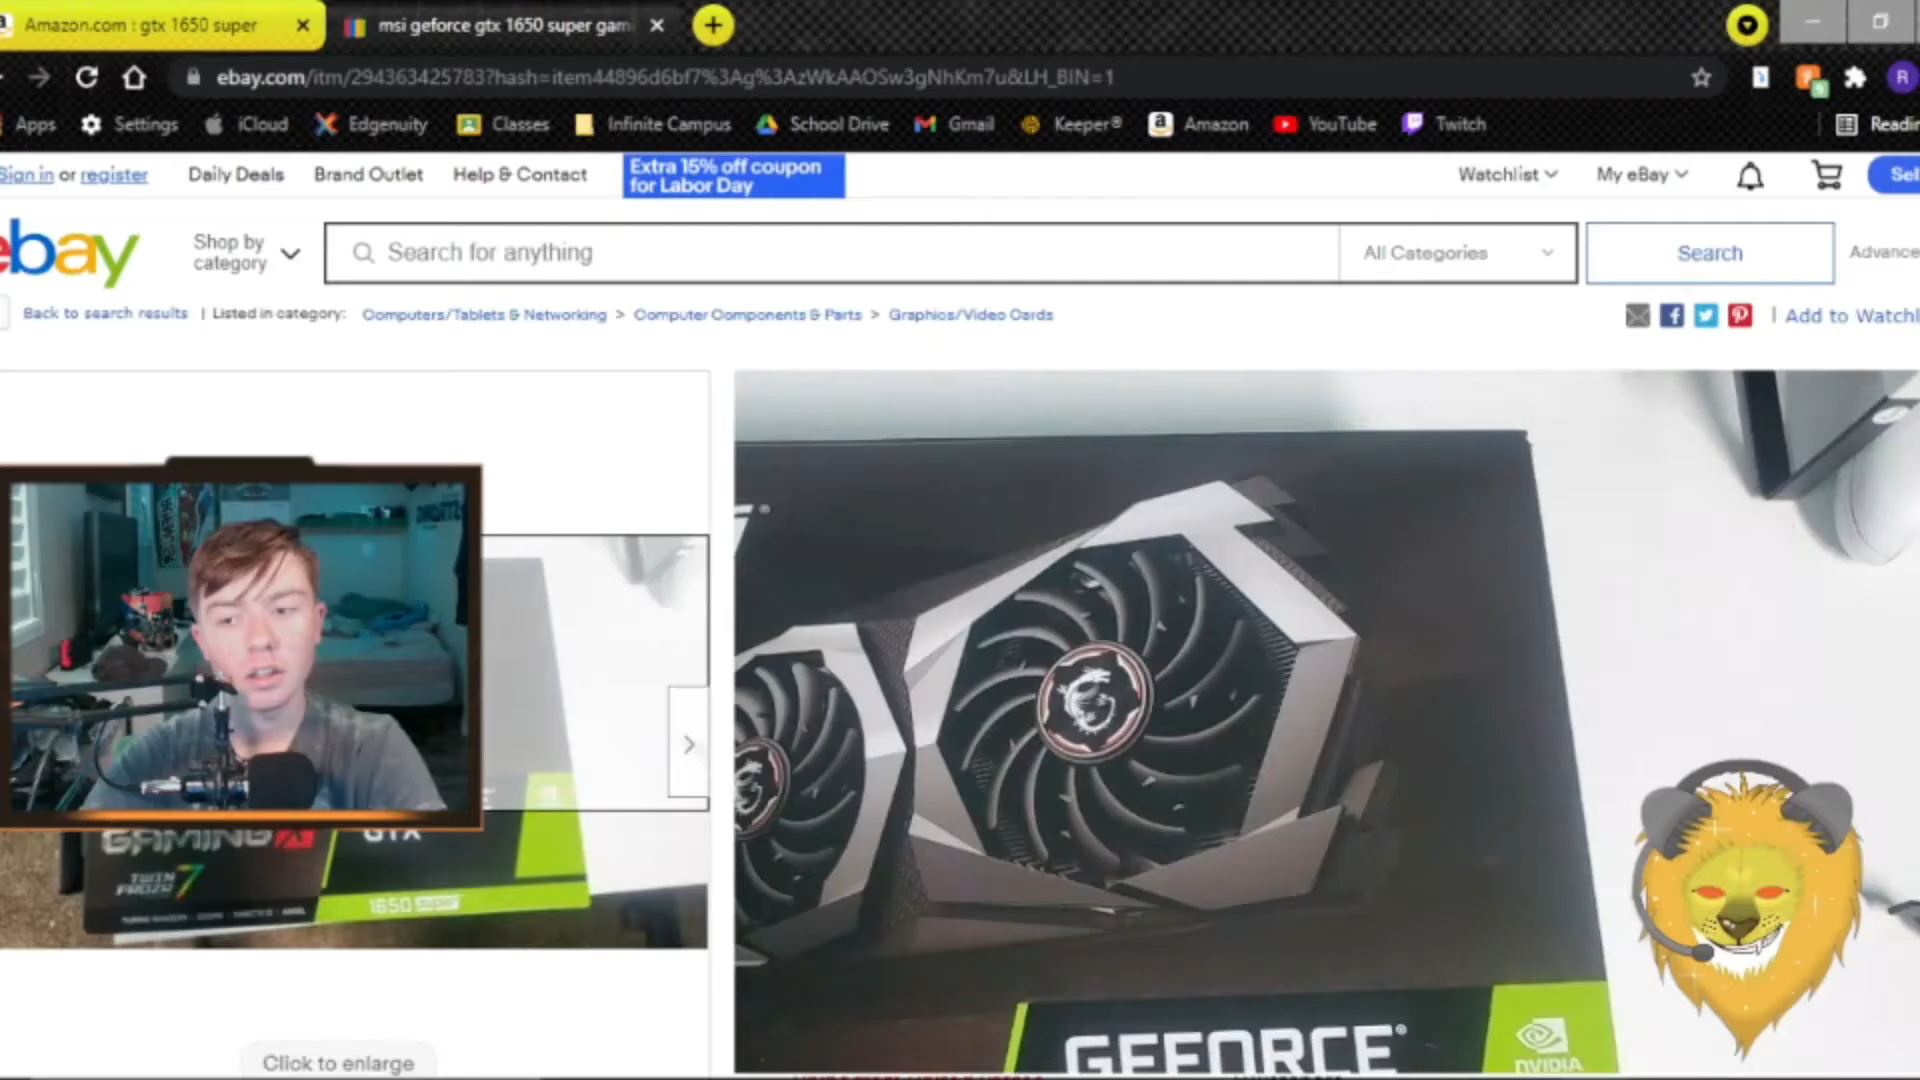 Amazon.com : gtx 1650 super
msi geforce gtx 1650 super gam
ebay.com/itm/294363425783?hash=item44896d6bf7%3Ag%3AzWkAAOSw3gNhKm7u&LH_BIN=1
R
Apps Settings iCloud Edgenuity Classes Infinite Campus School Drive Gmail Keeper® Amazon YouTube Twitch Readin
Sign in or register Daily Deals Brand Outlet Help & Contact
Extra 15% off coupon
for Labor Day
Watchlist My eBay Sel
ebay
Shop by
category
Search for anything
All Categories
Search
Advance
Back to search results | Listed in category: Computers/Tablets & Networking > Computer Components & Parts > Graphics/Video Cards
| Add to Watchl
GAMING X
GTX
TWIN
FROZR 7
1650 super
GEFORCE®
NVIDIA
Click to enlarge